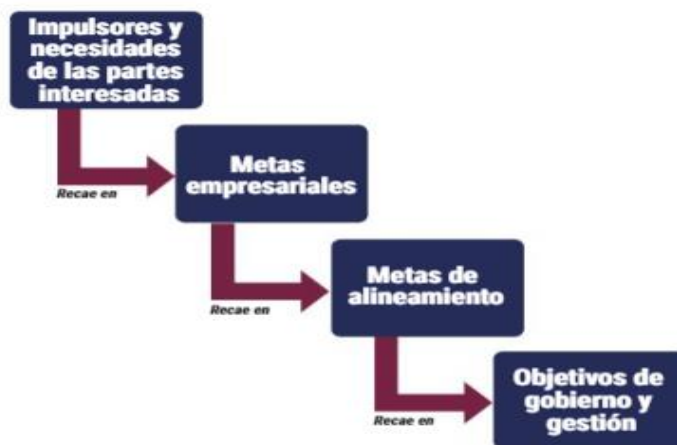 Impulsores y
necesidades
de las partes
interesadas
Recae en
Metas
empresariales
Recae en
Metas de
alineamiento
Recae en
Objetivos de
gobierno y
gestión